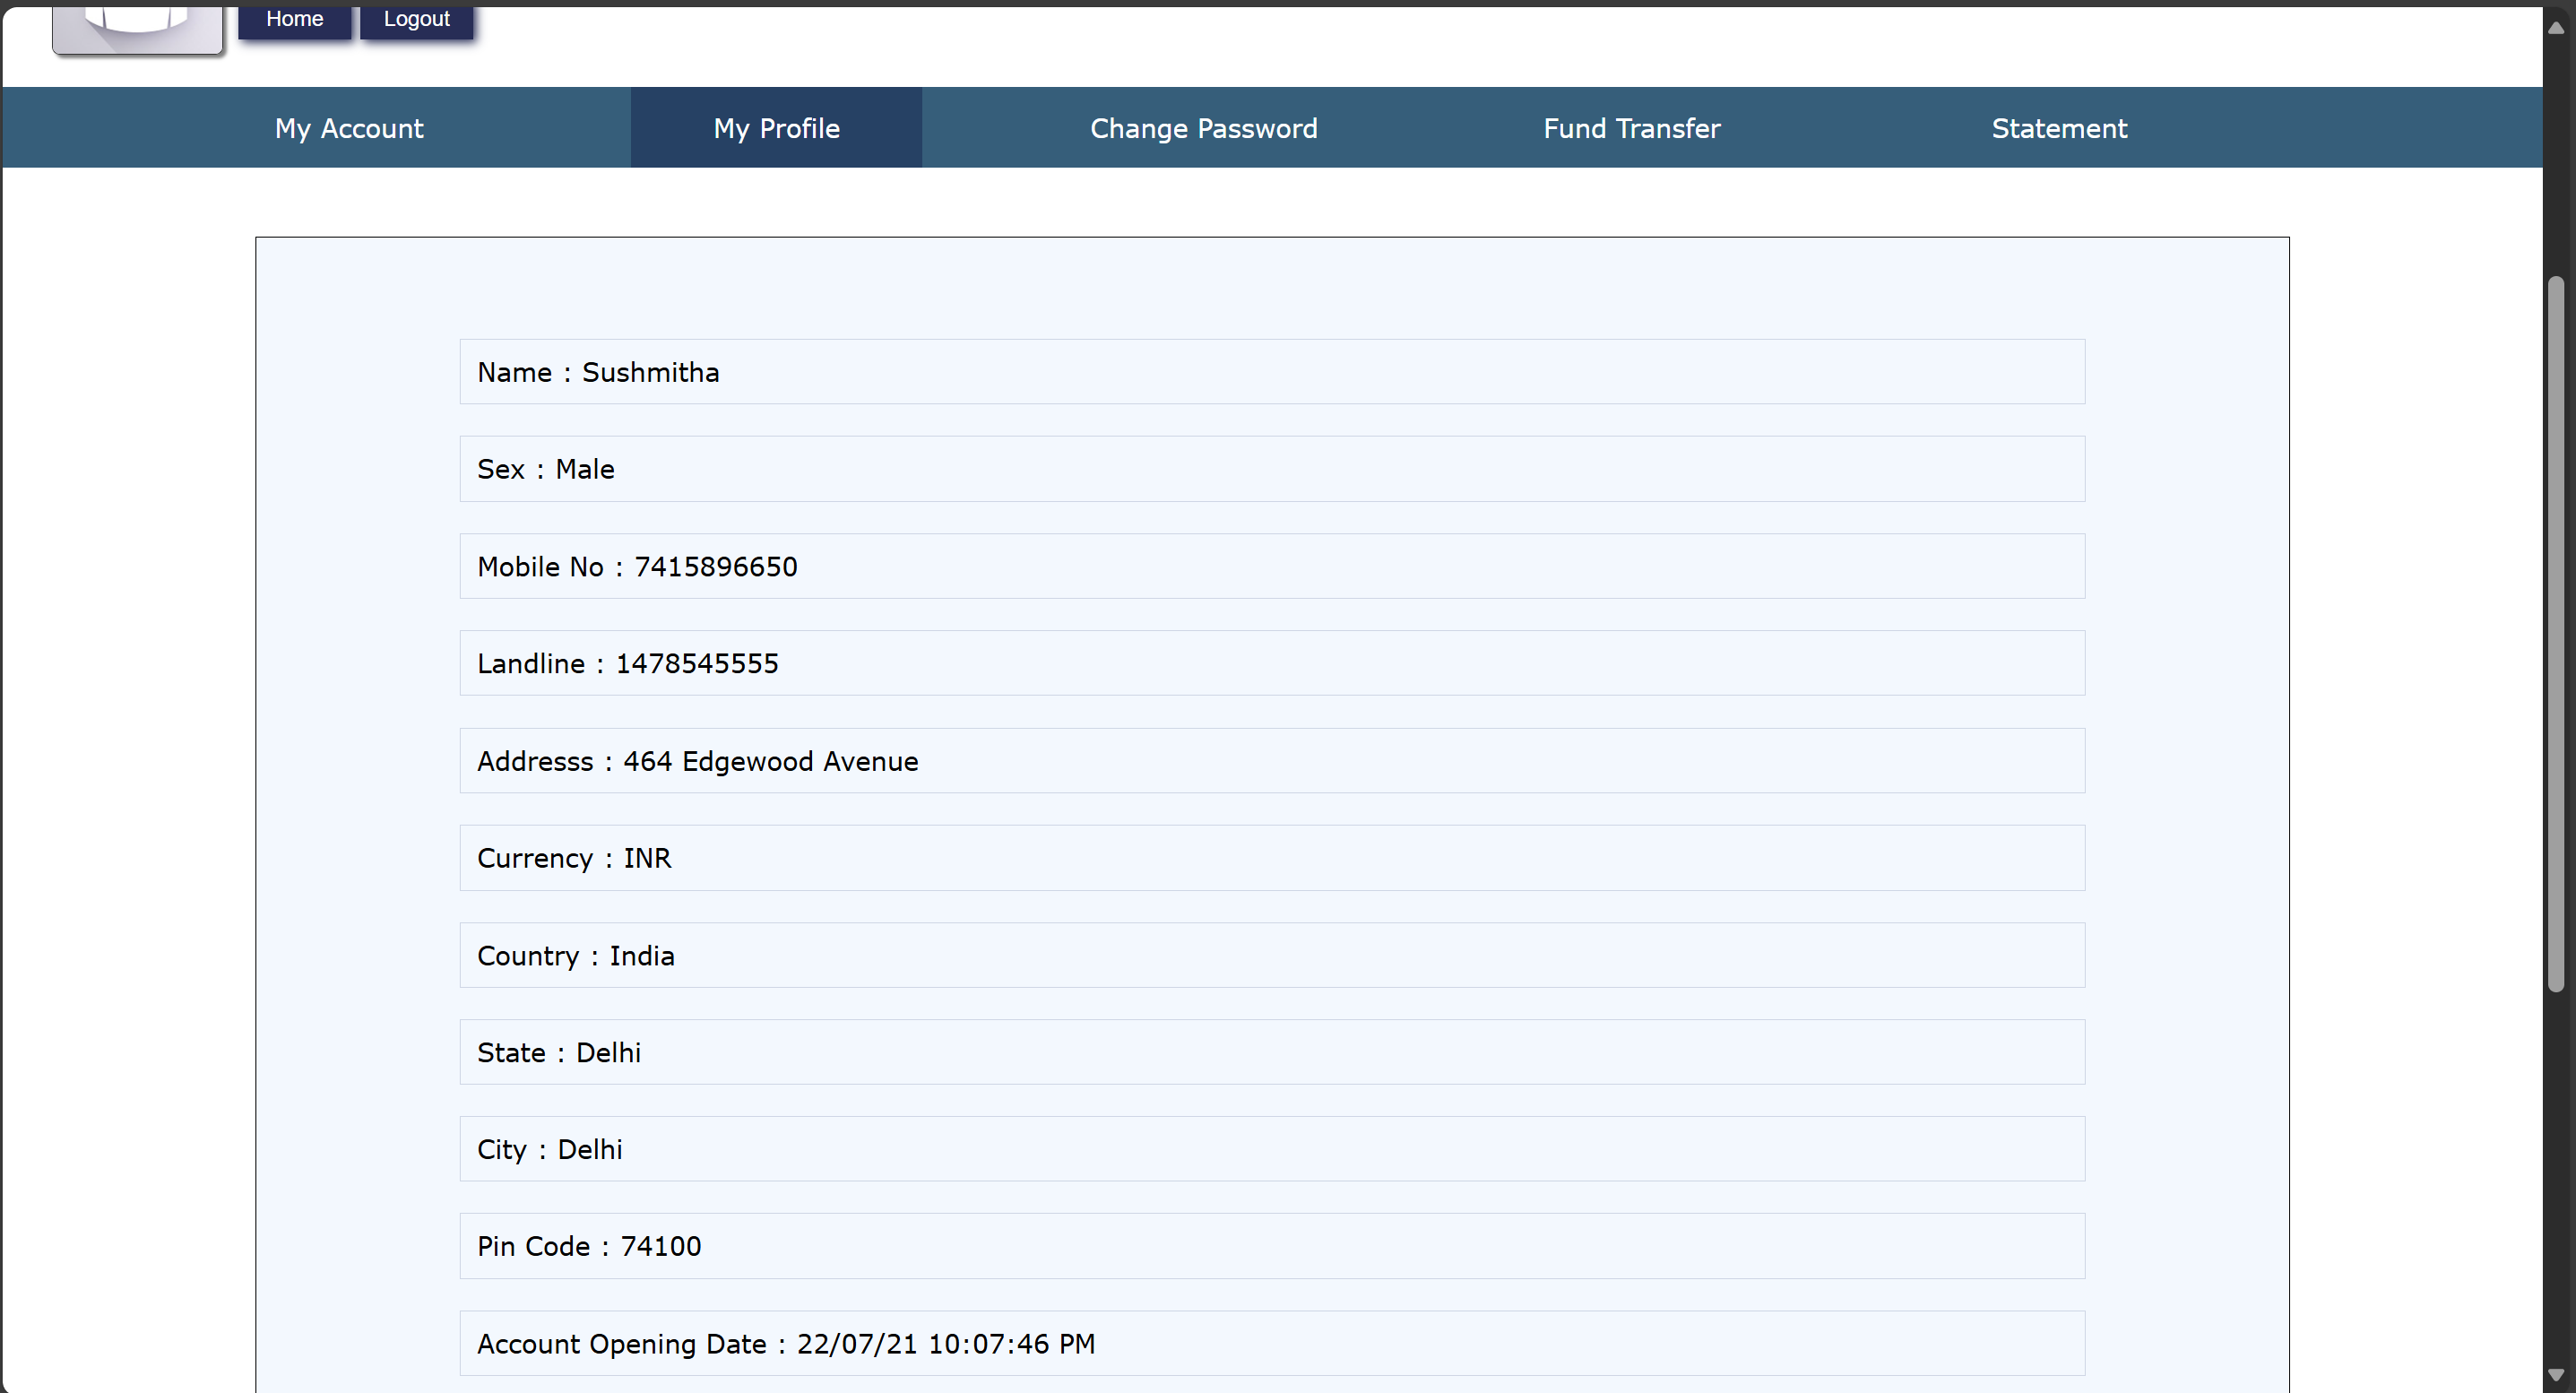 Home Logout
My Account My Profile Change Password Fund Transfer Statement
Name : Sushmitha
Sex : Male
Mobile No : 7415896650
Landline : 1478545555
Addresss : 464 Edgewood Avenue
Currency : INR
Country : India
State : Delhi
City : Delhi
Pin Code : 74100
Account Opening Date : 22/07/21 10:07:46 PM